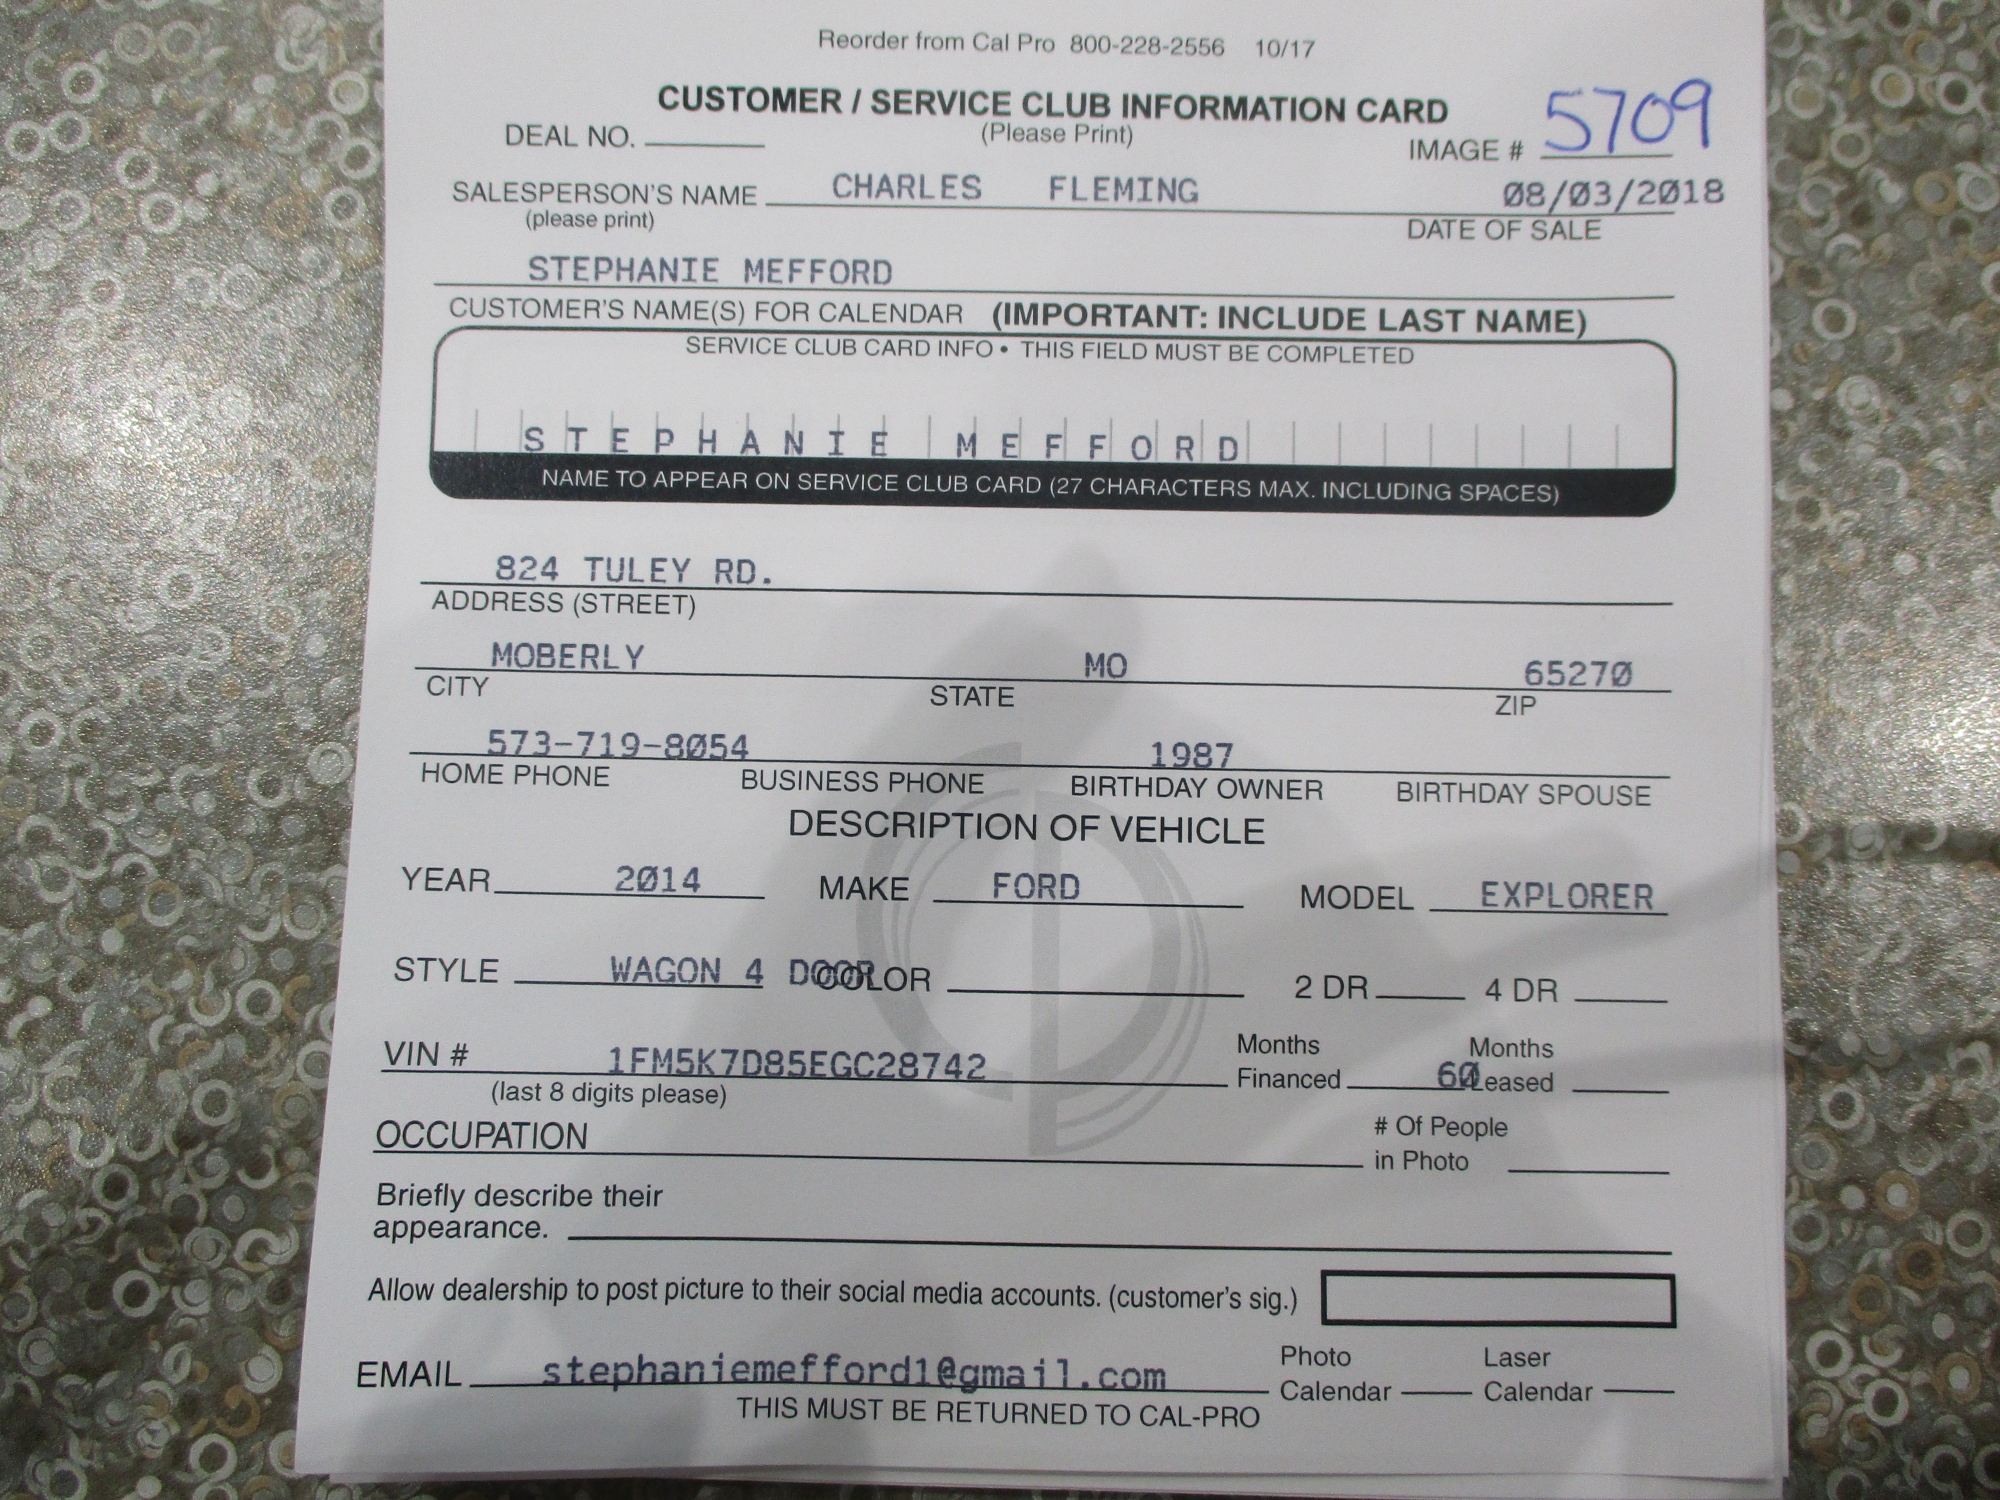 Reorder from Cal Pro 800-228-2556 10/17
CUSTOMER / SERVICE CLUB INFORMATION CARD
(Please Print)
DEAL NO.
IMAGE # 5709
SALESPERSON'S NAME CHARLES FLEMING 08/03/2018
(please print) DATE OF SALE
STEPHANIE MEFFORD
CUSTOMER'S NAME(S) FOR CALENDAR (IMPORTANT: INCLUDE LAST NAME)
SERVICE CLUB CARD INFO • THIS FIELD MUST BE COMPLETED
STEPHANIE MEFFORD
NAME TO APPEAR ON SERVICE CLUB CARD (27 CHARACTERS MAX. INCLUDING SPACES)
824 TULEY RD.
ADDRESS (STREET)
MOBERLY MO 65270
CITY STATE ZIP
573-719-8054 1987
HOME PHONE BUSINESS PHONE BIRTHDAY OWNER BIRTHDAY SPOUSE
DESCRIPTION OF VEHICLE
YEAR 2014 MAKE FORD MODEL EXPLORER
STYLE WAGON 4 DOOR COLOR 2 DR 4 DR
VIN # 1FM5K7D85EGC28742 Months Financed 60 Months Leased
(last 8 digits please)
OCCUPATION # Of People in Photo
Briefly describe their
appearance.
Allow dealership to post picture to their social media accounts. (customer's sig.)
EMAIL stephaniemefford1@gmail.com Photo Calendar Laser Calendar
THIS MUST BE RETURNED TO CAL-PRO